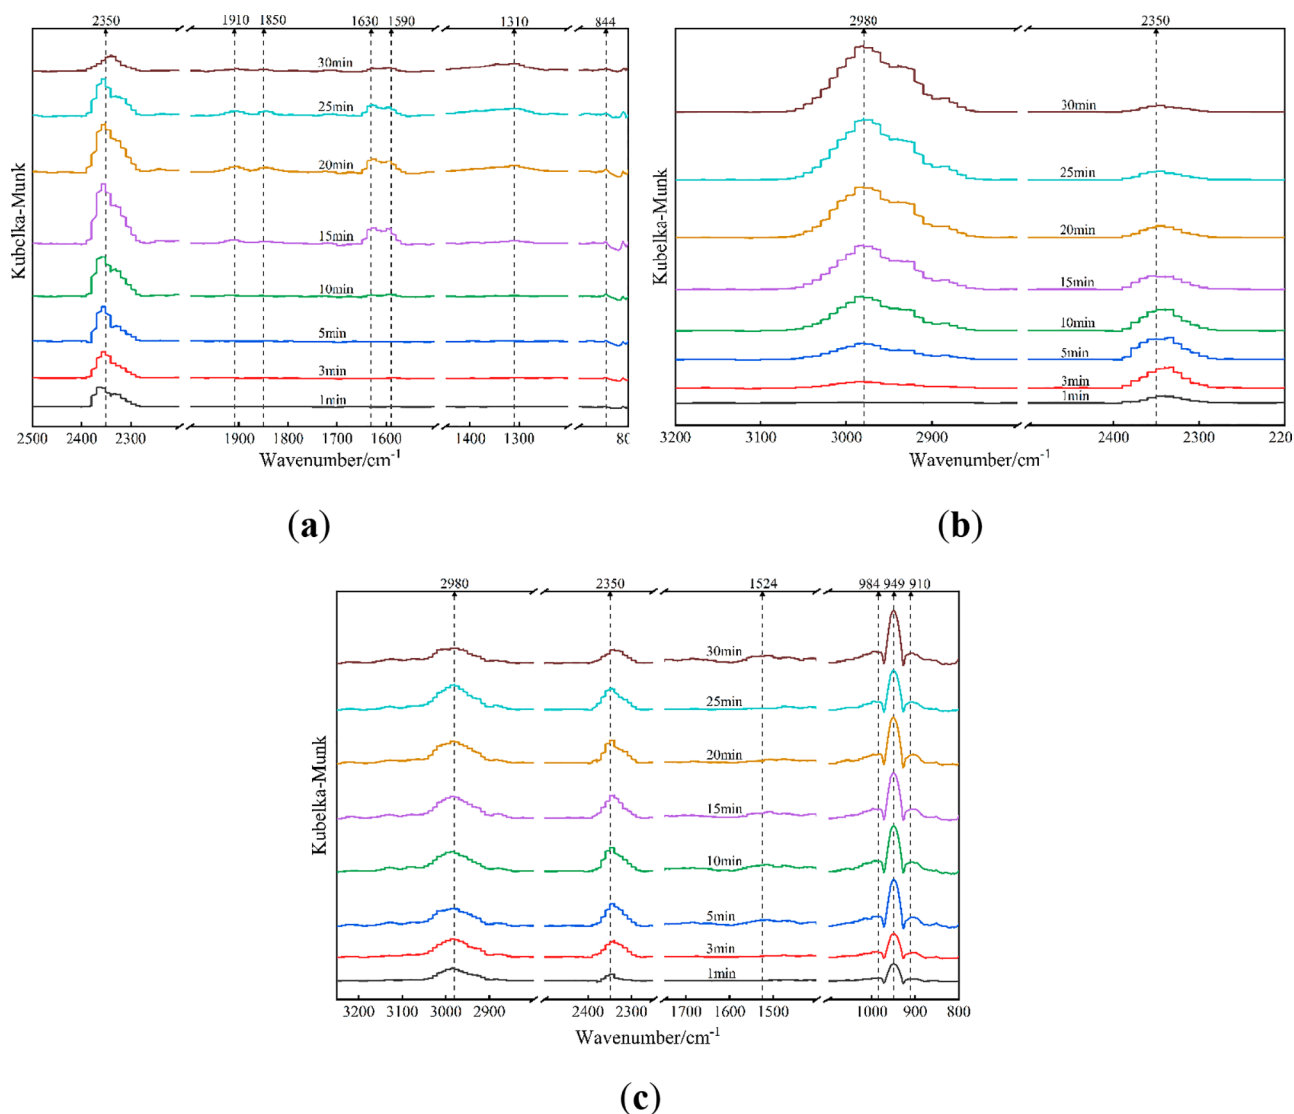 2350 1910 1850 1630 1590 1310 844
30min
25min
20min
15min
10min
5min
3min
1min
Kubelka-Munk
2500 2400 2300 1900 1800 1700 1600 1400 1300 80
Wavenumber/cm-1
(a)
2980 2350
30min
25min
20min
15min
10min
5min
3min
1min
Kubelka-Munk
3200 3100 3000 2900 2400 2300 220
Wavenumber/cm-1
(b)
2980 2350 1524 984 949 910
30min
25min
20min
15min
10min
5min
3min
1min
Kubelka-Munk
3200 3100 3000 2900 2400 2300 1700 1600 1500 1000 900 800
Wavenumber/cm-1
(c)